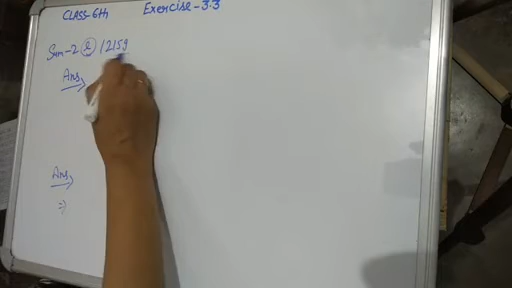 CLASS-6th Exercise-3.3
Sum-2 12159
Ans
Ans
⇒